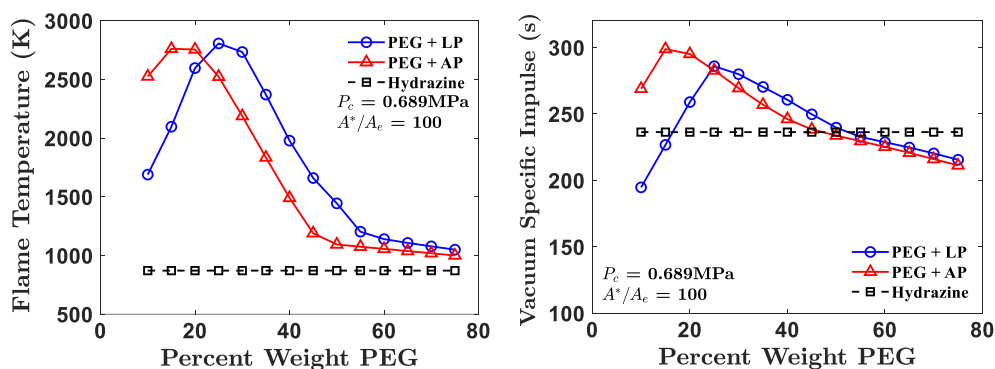 Flame Temperature (K)
3000
2500
2000
1500
1000
500
PEG + LP
PEG + AP
Hydrazine
P_c = 0.689MPa
A*/A_e = 100
0 20 40 60 80
Percent Weight PEG
Vacuum Specific Impulse (s)
300
250
200
150
100
PEG + LP
PEG + AP
Hydrazine
P_c = 0.689MPa
A*/A_e = 100
0 20 40 60 80
Percent Weight PEG